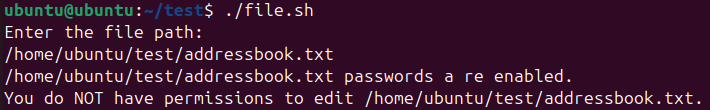 ubuntu@ubuntu:~/test$ ./file.sh
Enter the file path:
/home/ubuntu/test/addressbook.txt
/home/ubuntu/test/addressbook.txt passwords a re enabled.
You do NOT have permissions to edit /home/ubuntu/test/addressbook.txt.